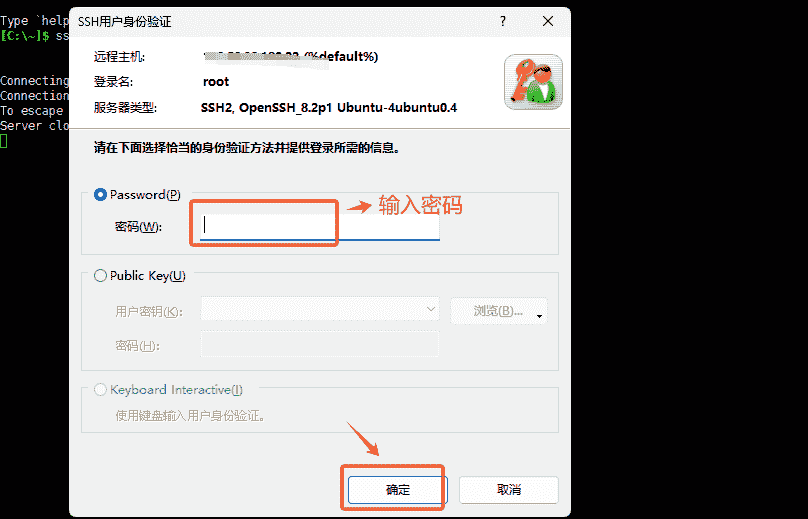 SSH用户身份验证
?
Type `help
[C:\~]$ ss
Connecting
Connection
To escape
Server clo
远程主机:
(%default%)
登录名:
root
服务器类型:
SSH2, OpenSSH_8.2p1 Ubuntu-4ubuntu0.4
请在下面选择恰当的身份验证方法并提供登录所需的信息。
Password(P)
密码(W):
输入密码
Public Key(U)
用户密钥(K):
浏览(B)...
密码(H):
Keyboard Interactive(I)
使用键盘输入用户身份验证。
确定
取消